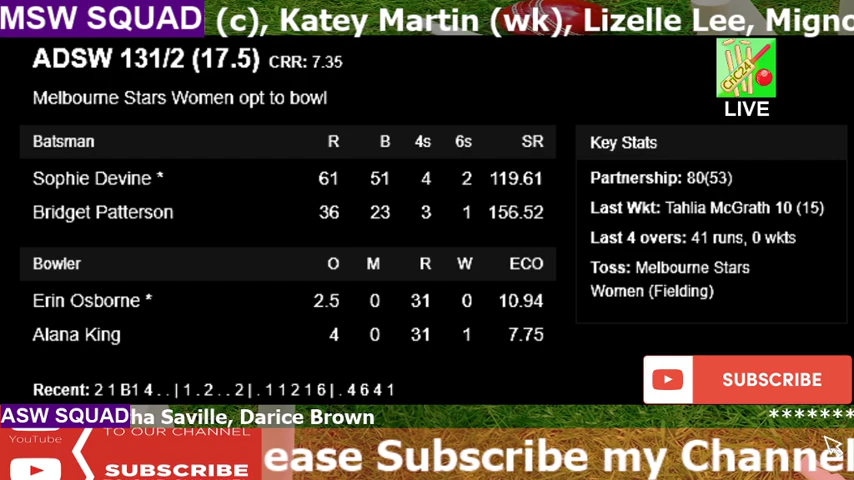 MSW SQUAD (c), Katey Martin (wk), Lizelle Lee, Migno
ADSW 131/2 (17.5) CRR: 7.35
Cric24
LIVE
Melbourne Stars Women opt to bowl
Batsman R B 4s 6s SR
Sophie Devine * 61 51 4 2 119.61
Bridget Patterson 36 23 3 1 156.52
Bowler O M R W ECO
Erin Osborne * 2.5 0 31 0 10.94
Alana King 4 0 31 1 7.75
Recent: 2 1 B1 4 . . | 1 . 2 . . 2 | . 1 1 2 1 6 | . 4 6 4 1
Key Stats
Partnership: 80(53)
Last Wkt: Tahlia McGrath 10 (15)
Last 4 overs: 41 runs, 0 wkts
Toss: Melbourne Stars
Women (Fielding)
SUBSCRIBE
ASW SQUAD ha Saville, Darice Brown *******
YouTube
TO OUR CHANNEL
SUBSCRIBE
ease Subscribe my Channel